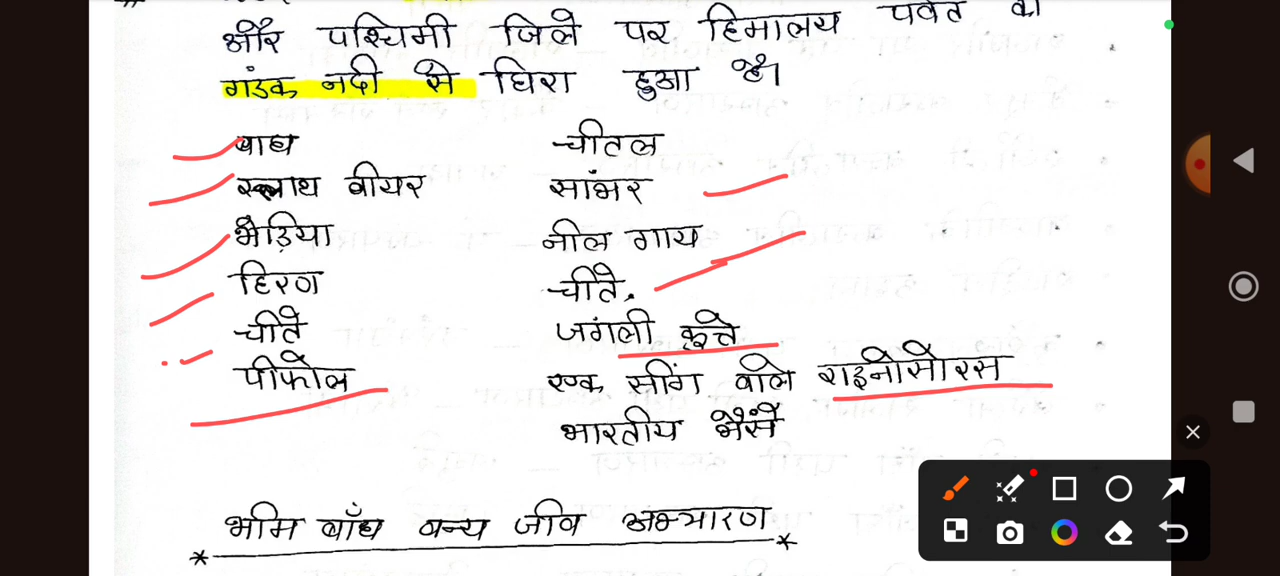 और पश्चिमी जिले पर हिमालय पर्वत का
गंडक नदी से घिरा हुआ है।
बाघ चीतल
स्लाथ वीयर सांभर
भेड़िया नील गाय
हिरण चीते.
चीते जगंली कुत्ते
पीफोल एक सींग वाले राइनोसोरस
भारतीय भैंसें
भीम बाँध वन्य जीव अभ्यारण